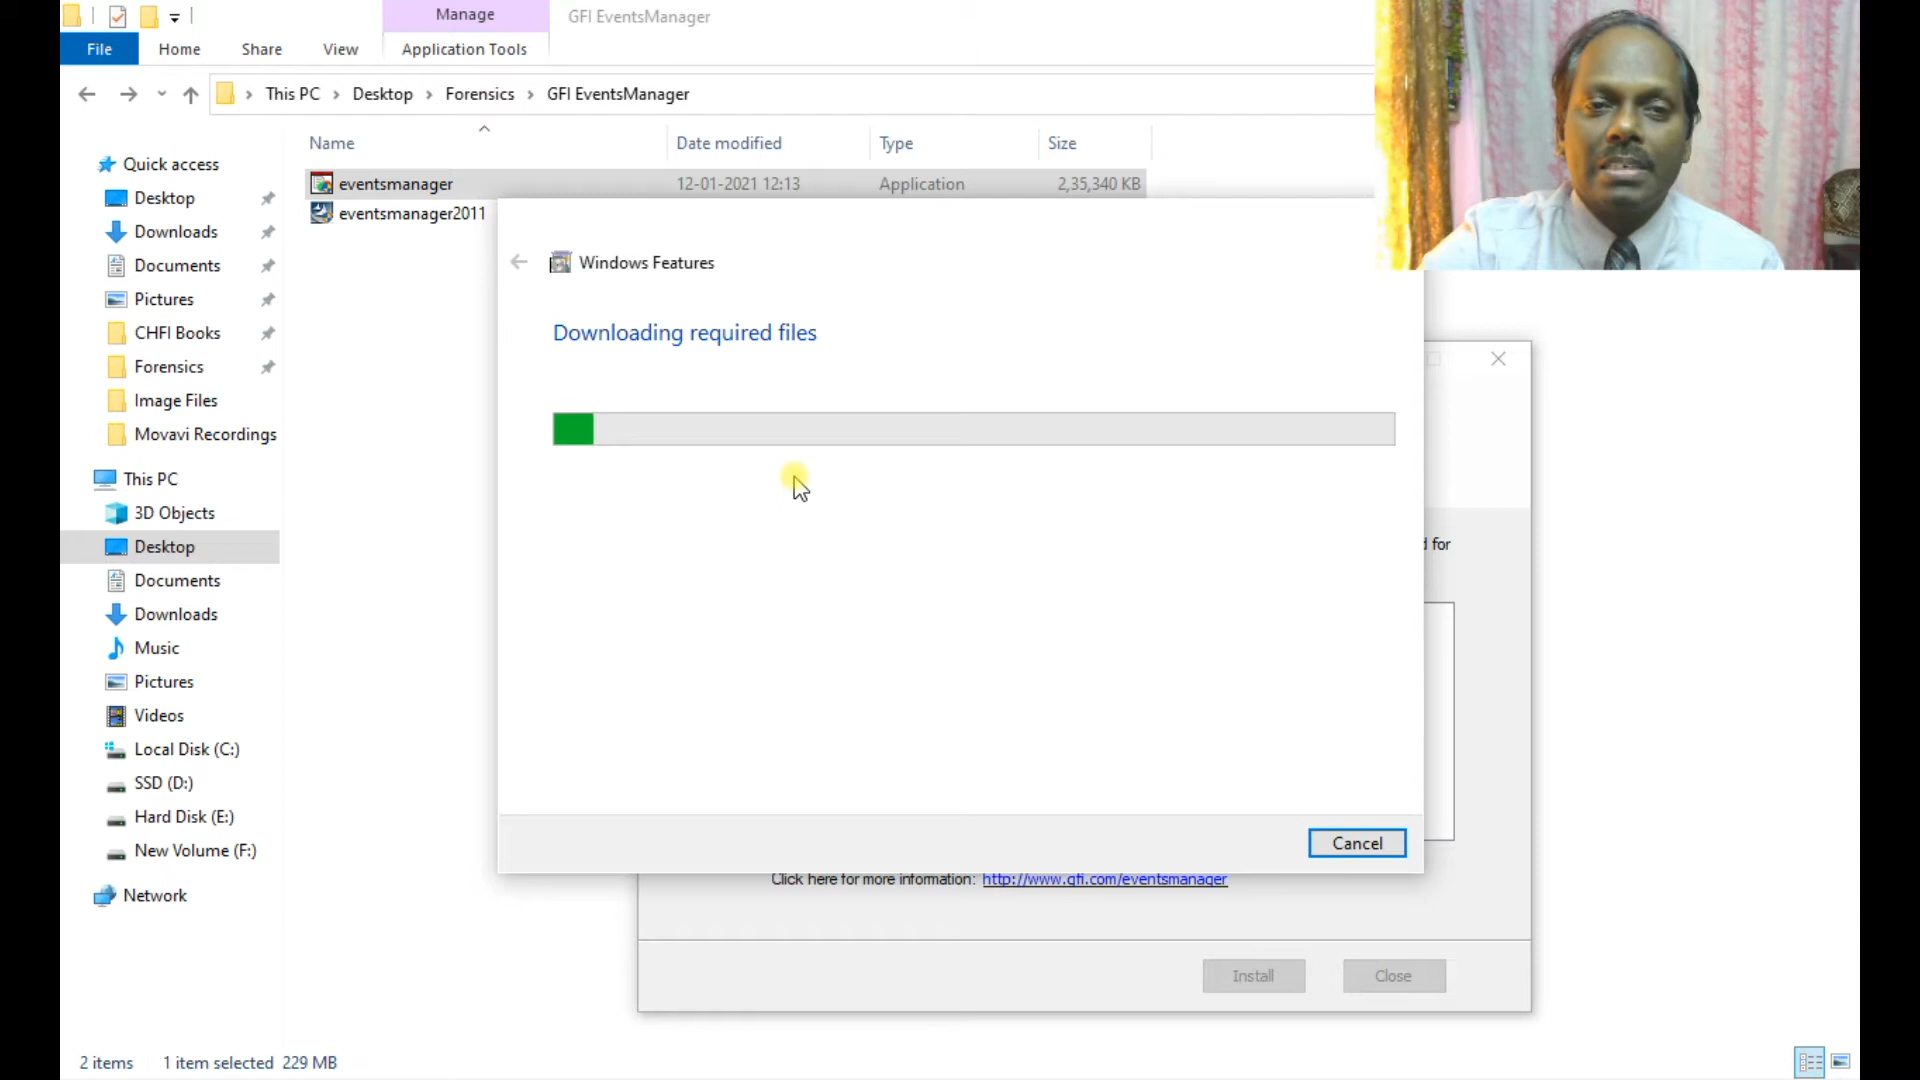 Manage
GFI EventsManager
File
Home
Share
View
Application Tools
This PC
Desktop
Forensics
GFI EventsManager
Name
Date modified
Type
Size
eventsmanager
12-01-2021 12:13
Application
2,35,340 KB
eventsmanager2011
Quick access
Desktop
Downloads
Documents
Pictures
CHFI Books
Forensics
Image Files
Movavi Recordings
This PC
3D Objects
Desktop
Documents
Downloads
Music
Pictures
Videos
Local Disk (C:)
SSD (D:)
Hard Disk (E:)
New Volume (F:)
Network
Windows Features
Downloading required files
Cancel
for
Click here for more information: http://www.gfi.com/eventsmanager
Install
Close
2 items
1 item selected 229 MB